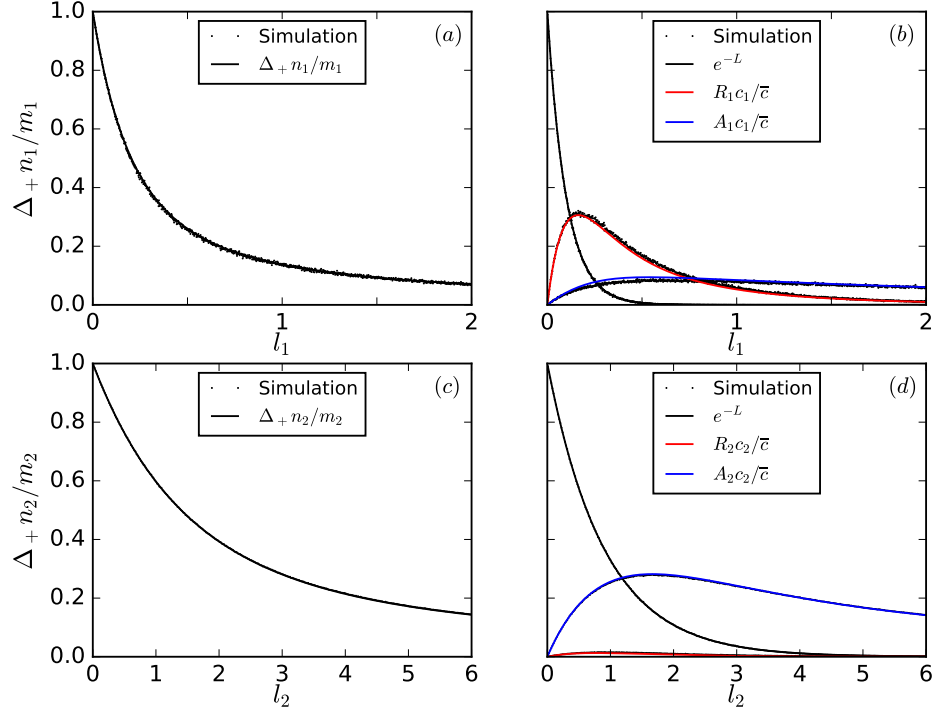 Δ₊n₁/m₁
1.0
0.8
0.6
0.4
0.2
0.0
0
1
2
l₁
Simulation
Δ₊n₁/m₁
(a)
0
1
2
l₁
Simulation
e⁻ᴸ
R₁c₁/c̅
A₁c₁/c̅
(b)
Δ₊n₂/m₂
1.0
0.8
0.6
0.4
0.2
0.0
0
1
2
3
4
5
6
l₂
Simulation
Δ₊n₂/m₂
(c)
0
1
2
3
4
5
6
l₂
Simulation
e⁻ᴸ
R₂c₂/c̅
A₂c₂/c̅
(d)